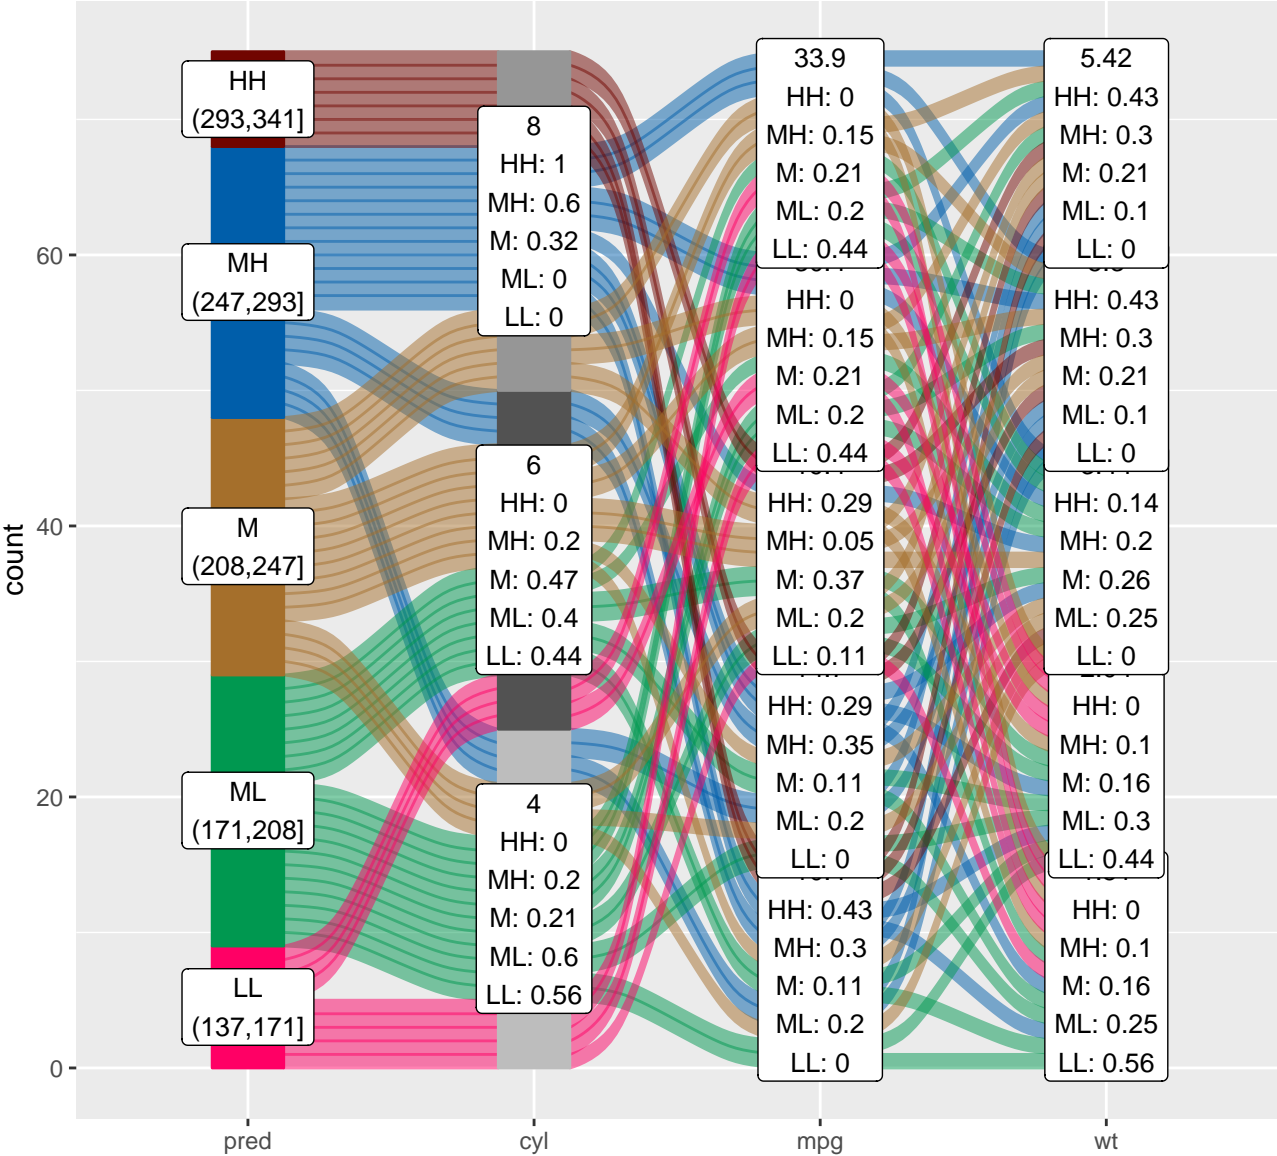 count
60
40
20
0
HH
(293,341]
MH
(247,293]
M
(208,247]
ML
(171,208]
LL
(137,171]
8
HH: 1
MH: 0.6
M: 0.32
ML: 0
LL: 0
6
HH: 0
MH: 0.2
M: 0.47
ML: 0.4
LL: 0.44
4
HH: 0
MH: 0.2
M: 0.21
ML: 0.6
LL: 0.56
33.9
HH: 0
MH: 0.15
M: 0.21
ML: 0.2
LL: 0.44
HH: 0
MH: 0.15
M: 0.21
ML: 0.2
LL: 0.44
HH: 0.29
MH: 0.05
M: 0.37
ML: 0.2
LL: 0.11
HH: 0.29
MH: 0.35
M: 0.11
ML: 0.2
LL: 0
HH: 0.43
MH: 0.3
M: 0.11
ML: 0.2
LL: 0
5.42
HH: 0.43
MH: 0.3
M: 0.21
ML: 0.1
LL: 0
HH: 0.43
MH: 0.3
M: 0.21
ML: 0.1
LL: 0
HH: 0.14
MH: 0.2
M: 0.26
ML: 0.25
LL: 0
HH: 0
MH: 0.1
M: 0.16
ML: 0.3
LL: 0.44
HH: 0
MH: 0.1
M: 0.16
ML: 0.25
LL: 0.56
pred
cyl
mpg
wt